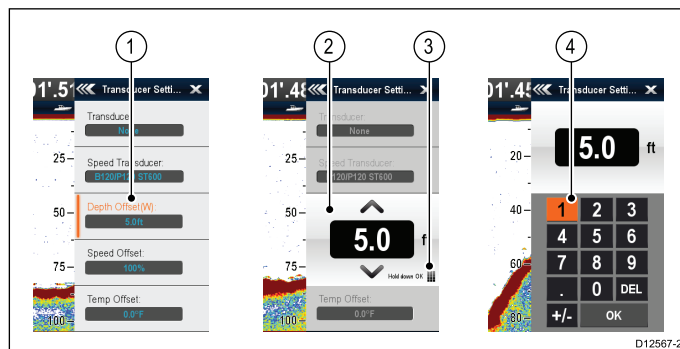 1
2
3
4
01'.5
Transducer Setti... X
Transducer:
None
25
Speed Transducer:
B120/P120 ST600
50
Depth Offset(W):
5.0ft
75
Speed Offset:
100%
100
Temp Offset:
0.0°F
01'.48
Transducer Setti... X
Transducer:
None
25
Speed Transducer:
B120/P120 ST600
50
5.0 f
75
Hold down OK
Temp Offset:
0.0°F
100
01'.45
Transducer Setti... X
20
5.0 ft
40
1 2 3
4 5 6
60
7 8 9
. 0 DEL
80
+/- OK
D12567-2